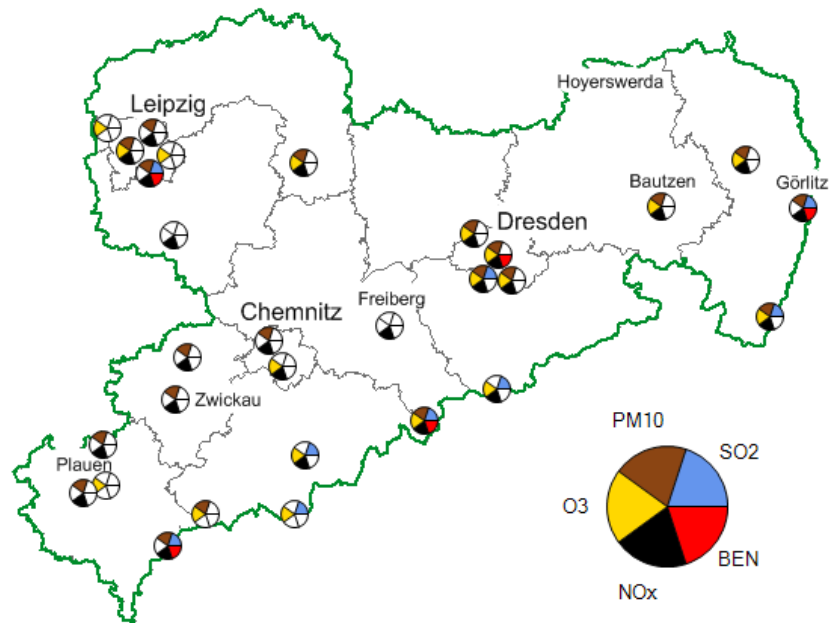 Hoyerswerda
Leipzig
Bautzen
Görlitz
Dresden
Freiberg
Chemnitz
Zwickau
Plauen
PM10
SO2
O3
BEN
NOx